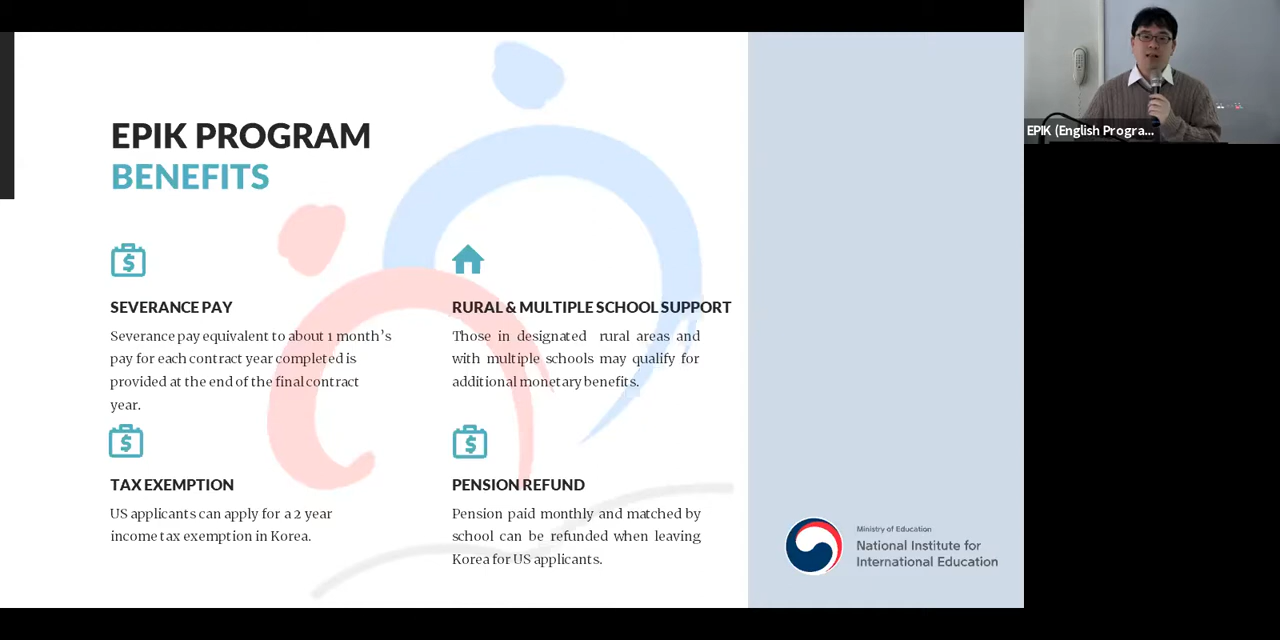 EPIK PROGRAM
BENEFITS
SEVERANCE PAY
Severance pay equivalent to about 1 month's
pay for each contract year completed is
provided at the end of the final contract
year.
RURAL & MULTIPLE SCHOOL SUPPORT
Those in designated rural areas and
with multiple schools may qualify for
additional monetary benefits.
TAX EXEMPTION
US applicants can apply for a 2 year
income tax exemption in Korea.
PENSION REFUND
Pension paid monthly and matched by
school can be refunded when leaving
Korea for US applicants.
Ministry of Education
National Institute for
International Education
EPIK (English Progra...